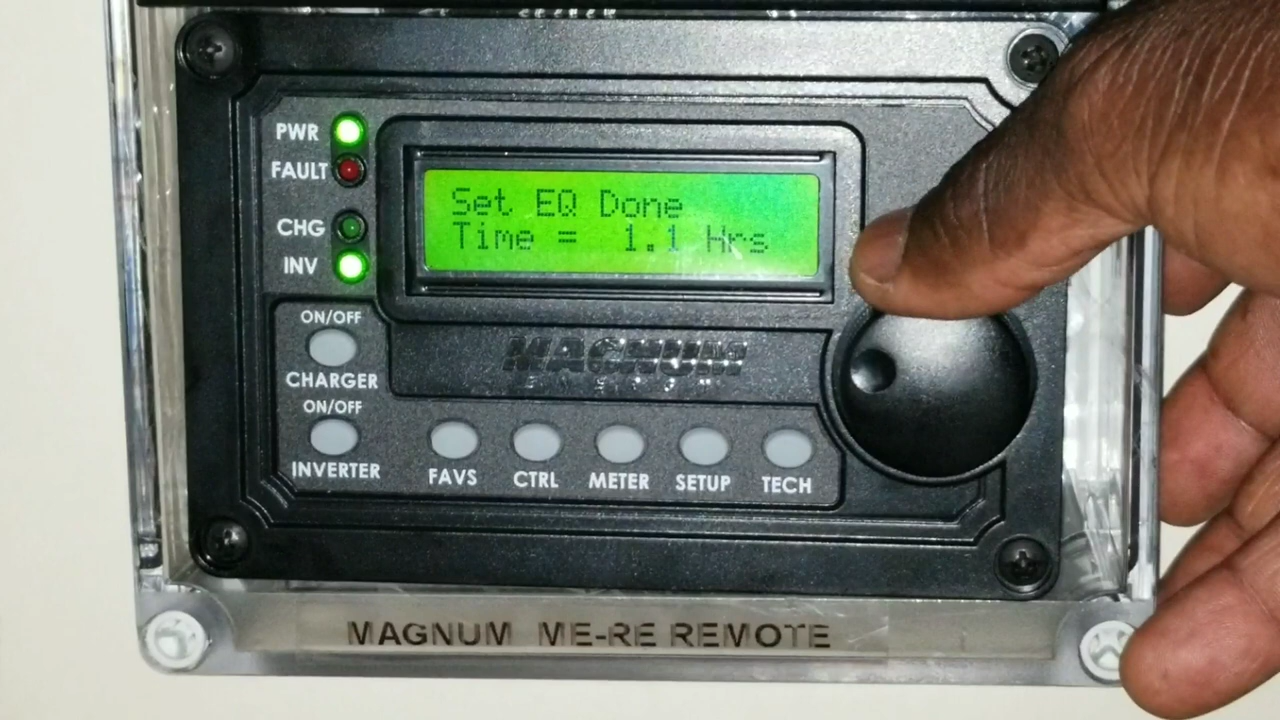 PWR
FAULT
CHG
INV
Set EQ Done
Time = 1.1 Hrs
ON/OFF
CHARGER
ON/OFF
INVERTER
MAGNUM
FAVS
CTRL
METER
SETUP
TECH
MAGNUM ME-RE REMOTE